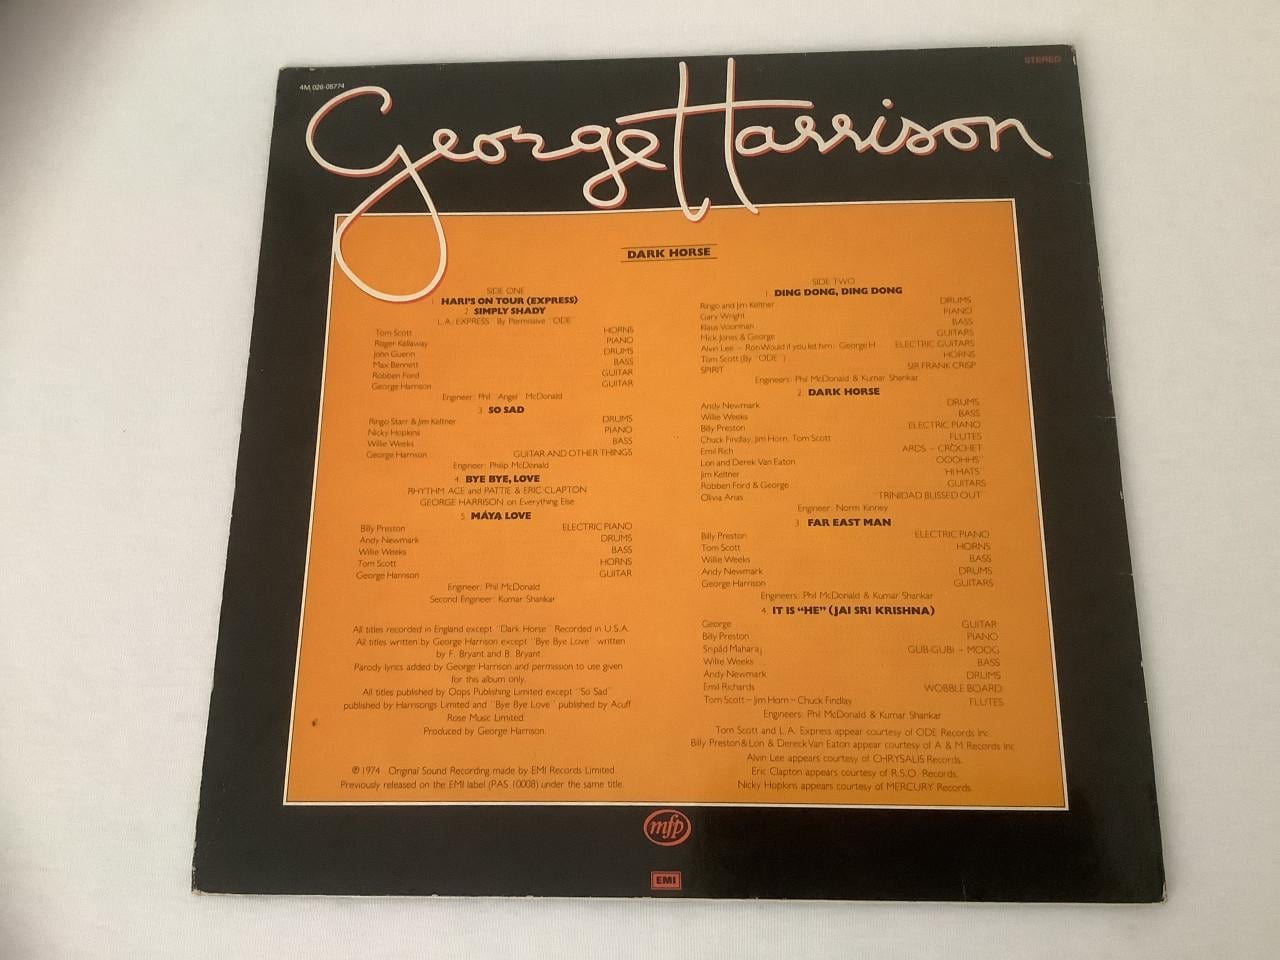 4M 026-05774
STEREO
George Harrison
DARK HORSE
SIDE ONE
1. HARI'S ON TOUR (EXPRESS)
2. SIMPLY SHADY
L.A. EXPRESS By Permissive "ODE"
Tom Scott HORNS
Roger Kellaway PIANO
John Guerin DRUMS
Max Bennett BASS
Robben Ford GUITAR
George Harrison GUITAR
Engineer: Phil "Angel" McDonald
3. SO SAD
Ringo Starr & Jim Keltner DRUMS
Nicky Hopkins PIANO
Willie Weeks BASS
George Harrison GUITAR AND OTHER THINGS
Engineer: Philip McDonald
4. BYE BYE, LOVE
RHYTHM ACE and PATTIE & ERIC CLAPTON
GEORGE HARRISON on Everything Else
5. MÁYA LOVE
Billy Preston ELECTRIC PIANO
Andy Newmark DRUMS
Willie Weeks BASS
Tom Scott HORNS
George Harrison GUITAR
Engineer: Phil McDonald
Second Engineer: Kumar Shankar
All titles recorded in England except "Dark Horse" Recorded in U.S.A.
All titles written by George Harrison except "Bye Bye Love" written
by F. Bryant and B. Bryant.
Parody lyrics added by George Harrison and permission to use given
for this album only.
All titles published by Oops Publishing Limited except "So Sad"
published by Harrisongs Limited and "Bye Bye Love" published by Acuff
Rose Music Limited.
Produced by George Harrison.
℗ 1974 Original Sound Recording made by EMI Records Limited.
Previously released on the EMI label (PAS 10008) under the same title.
SIDE TWO
1. DING DONG, DING DONG
Ringo and Jim Keltner DRUMS
Gary Wright PIANO
Klaus Voorman BASS
Mick Jones & George GUITARS
Alvin Lee – Ron Would if you let him – George H. ELECTRIC GUITARS
Tom Scott (By "ODE") HORNS
SPIRIT SIR FRANK CRISP
Engineers: Phil McDonald & Kumar Shankar
2. DARK HORSE
Andy Newmark DRUMS
Willie Weeks BASS
Billy Preston ELECTRIC PIANO
Chuck Findlay, Jim Horn, Tom Scott FLUTES
Emil Rich ARDS – CROCHET
Lon and Derek Van Eaton "OOOHHS"
Jim Keltner "HI HATS"
Robben Ford & George GUITARS
Olivia Arias "TRINIDAD BLISSED OUT"
Engineer: Norm Kinney
3. FAR EAST MAN
Billy Preston ELECTRIC PIANO
Tom Scott HORNS
Willie Weeks BASS
Andy Newmark DRUMS
George Harrison GUITARS
Engineers: Phil McDonald & Kumar Shankar
4. IT IS "HE" (JAI SRI KRISHNA)
George GUITAR
Billy Preston PIANO
Sripad Maharaj GUB-GUBI – MOOG
Willie Weeks BASS
Andy Newmark DRUMS
Emil Richards WOBBLE BOARD
Tom Scott – Jim Horn – Chuck Findlay FLUTES
Engineers: Phil McDonald & Kumar Shankar
Tom Scott and L.A. Express appear courtesy of ODE Records Inc.
Billy Preston & Lon & Dereck Van Eaton appear courtesy of A & M Records Inc.
Alvin Lee appears courtesy of CHRYSALIS Records.
Eric Clapton appears courtesy of R.S.O. Records.
Nicky Hopkins appears courtesy of MERCURY Records.
mfp
EMI